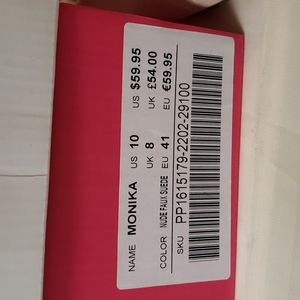 US $59.95 UK £54.00 EU €59.95
NAME MONIKA US 10 UK 8 EU 41
COLOR NUDE FAUX SUEDE
SKU PP1615179-2202-29100